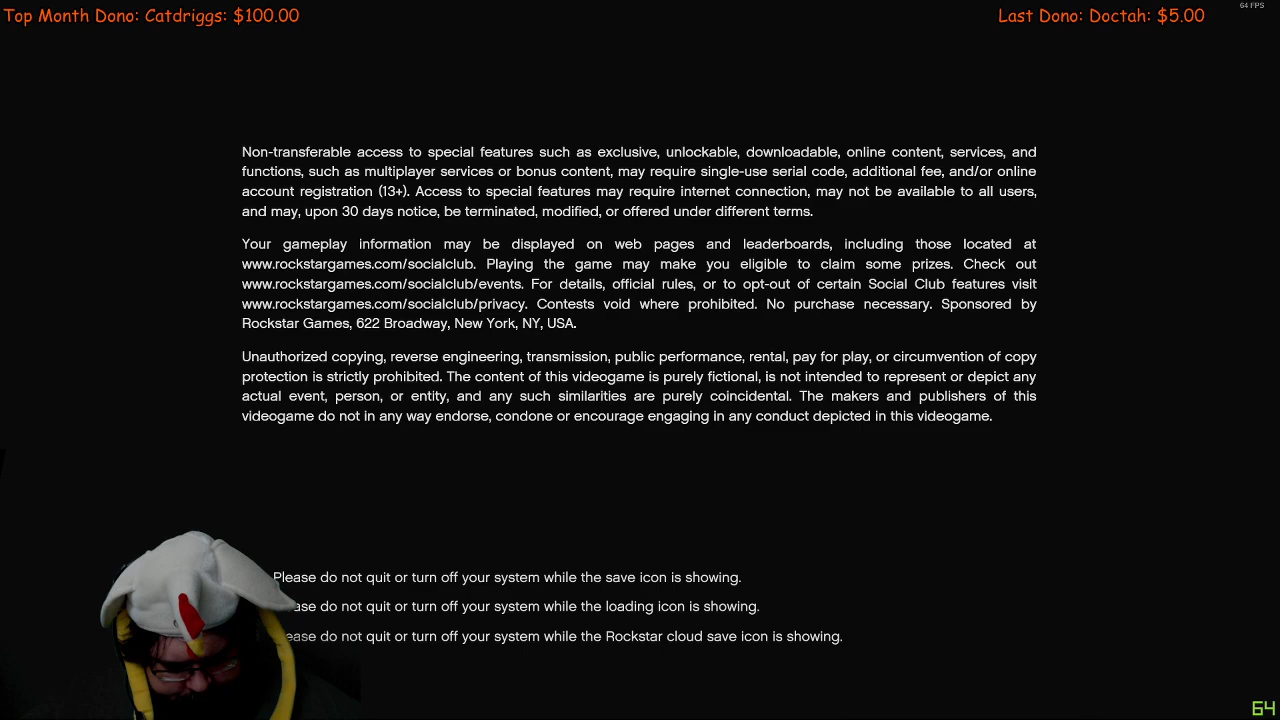 Top Month Dono: Catdriggs: $100.00
Last Dono: Doctah: $5.00
64 FPS
Non-transferable access to special features such as exclusive, unlockable, downloadable, online content, services, and
functions, such as multiplayer services or bonus content, may require single-use serial code, additional fee, and/or online
account registration (13+). Access to special features may require internet connection, may not be available to all users,
and may, upon 30 days notice, be terminated, modified, or offered under different terms.
Your gameplay information may be displayed on web pages and leaderboards, including those located at
www.rockstargames.com/socialclub. Playing the game may make you eligible to claim some prizes. Check out
www.rockstargames.com/socialclub/events. For details, official rules, or to opt-out of certain Social Club features visit
www.rockstargames.com/socialclub/privacy. Contests void where prohibited. No purchase necessary. Sponsored by
Rockstar Games, 622 Broadway, New York, NY, USA.
Unauthorized copying, reverse engineering, transmission, public performance, rental, pay for play, or circumvention of copy
protection is strictly prohibited. The content of this videogame is purely fictional, is not intended to represent or depict any
actual event, person, or entity, and any such similarities are purely coincidental. The makers and publishers of this
videogame do not in any way endorse, condone or encourage engaging in any conduct depicted in this videogame.
Please do not quit or turn off your system while the save icon is showing.
ase do not quit or turn off your system while the loading icon is showing.
ease do not quit or turn off your system while the Rockstar cloud save icon is showing.
64